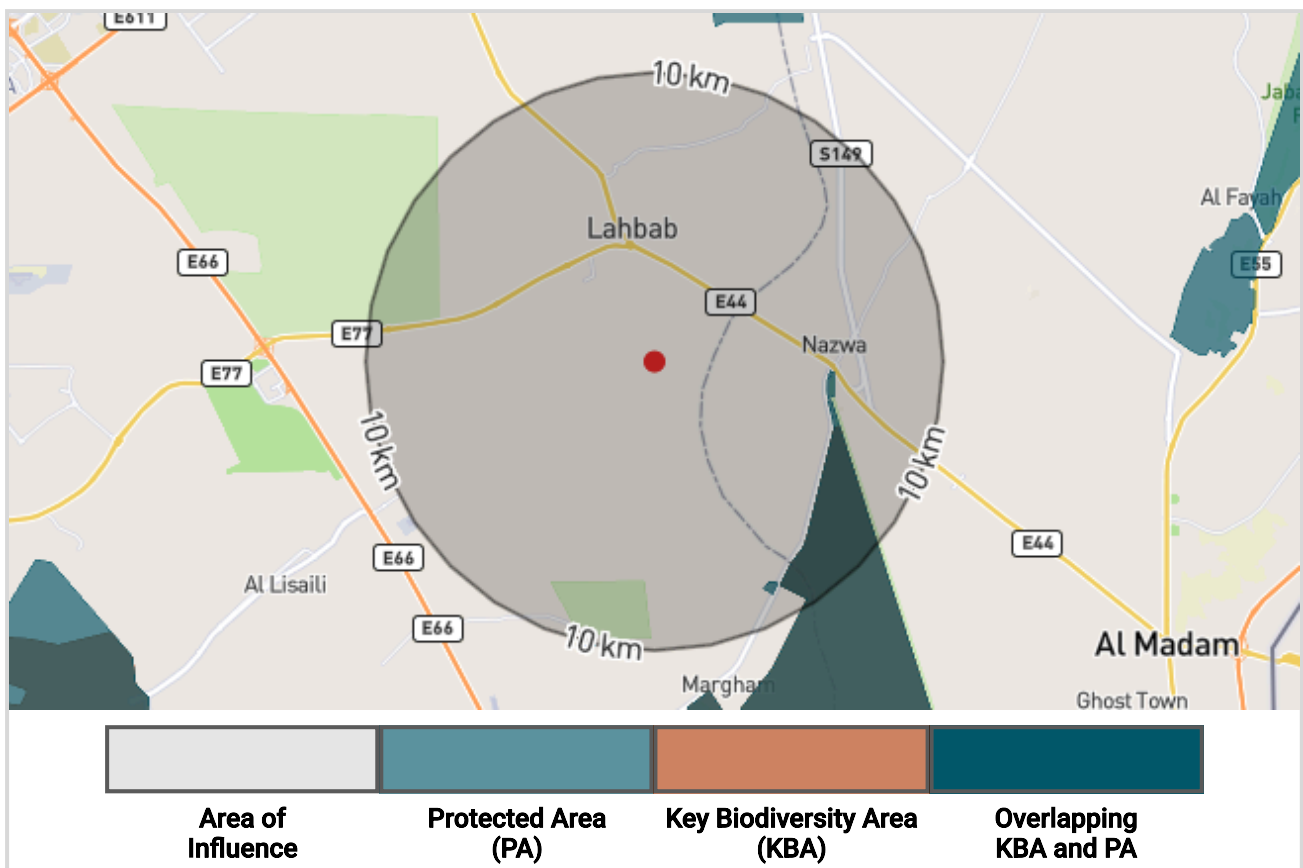 E611
10 km
Jaba
F
S149
Al Fayah
Lahbab
E66
E55
E44
E77
Nazwa
E77
10 km
10 km
E44
E66
Al Lisaili
E66
10 km
Al Madam
Margham
Ghost Town
Area of
Influence
Protected Area
(PA)
Key Biodiversity Area
(KBA)
Overlapping
KBA and PA